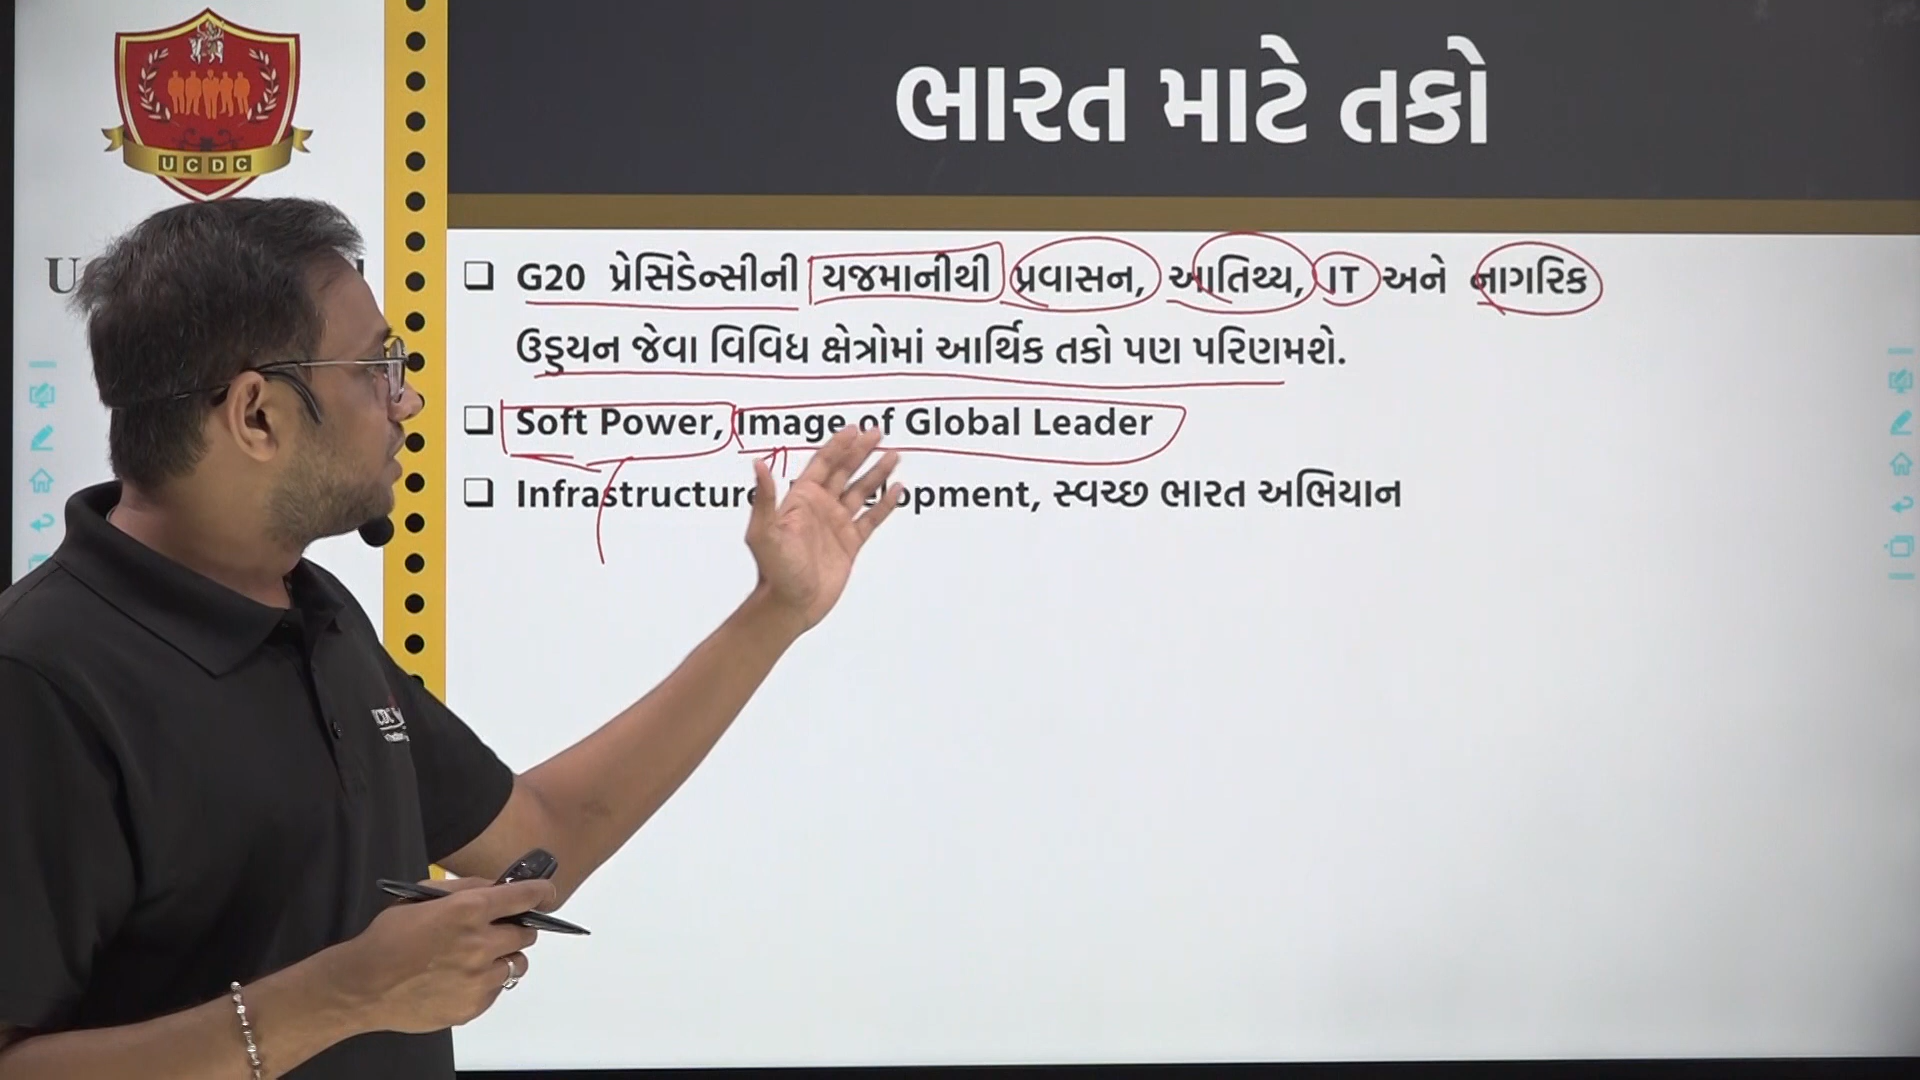 UCDC
ભારત માટે તકો
G20 પ્રેસિડેન્સીની યજમાનીથી પ્રવાસન, આતિથ્ય, IT અને નાગરિક
ઉડ્ડયન જેવા વિવિધ ક્ષેત્રોમાં આર્થિક તકો પણ પરિણમશે.
Soft Power, Image of Global Leader
Infrastructure સ્વચ્છ ભારત અભિયાન
UCDC